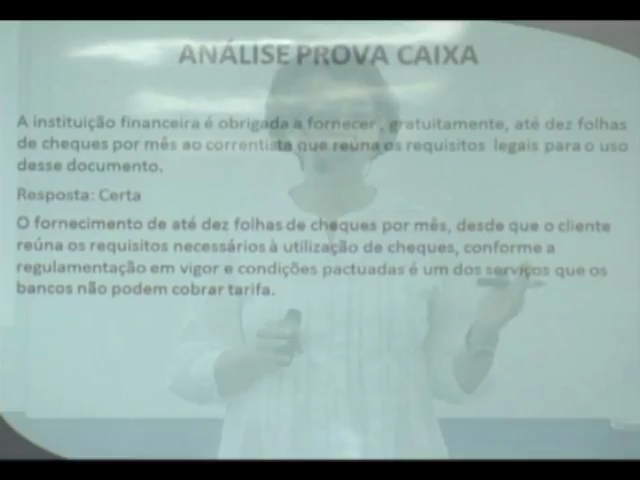 ANÁLISE PROVA CAIXA
A instituição financeira é obrigada a fornecer , gratuitamente, até dez folhas
de cheques por mês ao correntista que reúna os requisitos legais para o uso
desse documento.
Resposta: Certa
O fornecimento de até dez folhas de cheques por mês, desde que o cliente
reúna os requisitos necessários à utilização de cheques, conforme a
regulamentação em vigor e condições pactuadas é um dos serviços que os
bancos não podem cobrar tarifa.